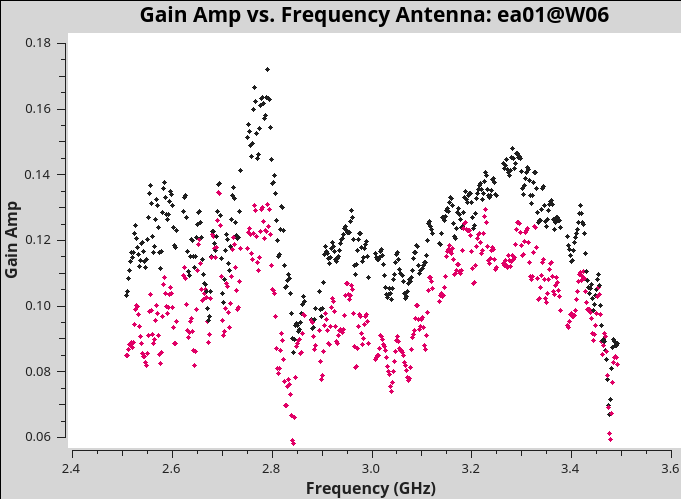 Gain Amp vs. Frequency Antenna: ea01@W06
0.18
0.16
0.14
0.12
0.10
0.08
0.06
Gain Amp
2.4 2.6 2.8 3.0 3.2 3.4 3.6
Frequency (GHz)